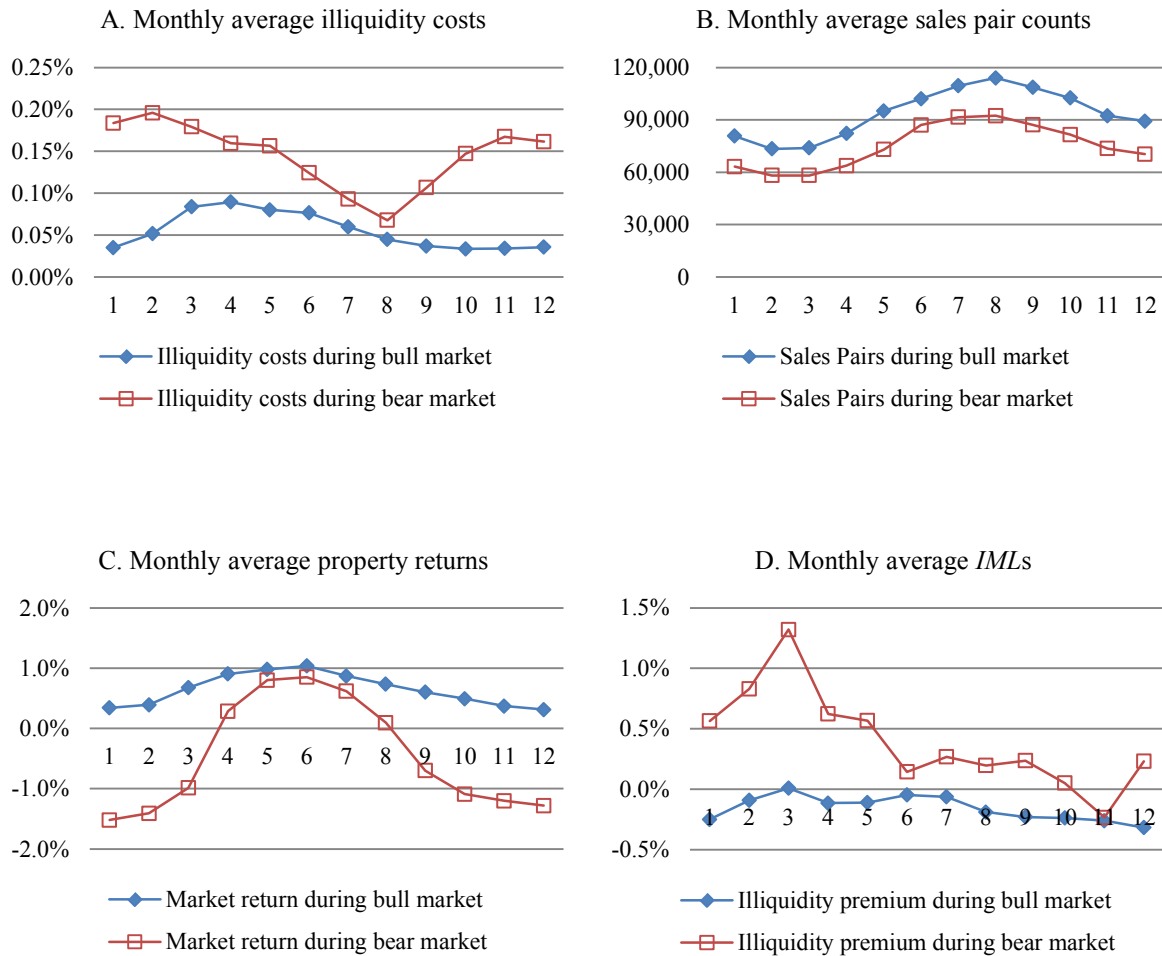 A. Monthly average illiquidity costs
0.25%
0.20%
0.15%
0.10%
0.05%
0.00%
1 2 3 4 5 6 7 8 9 10 11 12
Illiquidity costs during bull market
Illiquidity costs during bear market
B. Monthly average sales pair counts
120,000
90,000
60,000
30,000
0
1 2 3 4 5 6 7 8 9 10 11 12
Sales Pairs during bull market
Sales Pairs during bear market
C. Monthly average property returns
2.0%
1.0%
0.0%
-1.0%
-2.0%
1 2 3 4 5 6 7 8 9 10 11 12
Market return during bull market
Market return during bear market
D. Monthly average IMLs
1.5%
1.0%
0.5%
0.0%
-0.5%
1 2 3 4 5 6 7 8 9 10 11 12
Illiquidity premium during bull market
Illiquidity premium during bear market